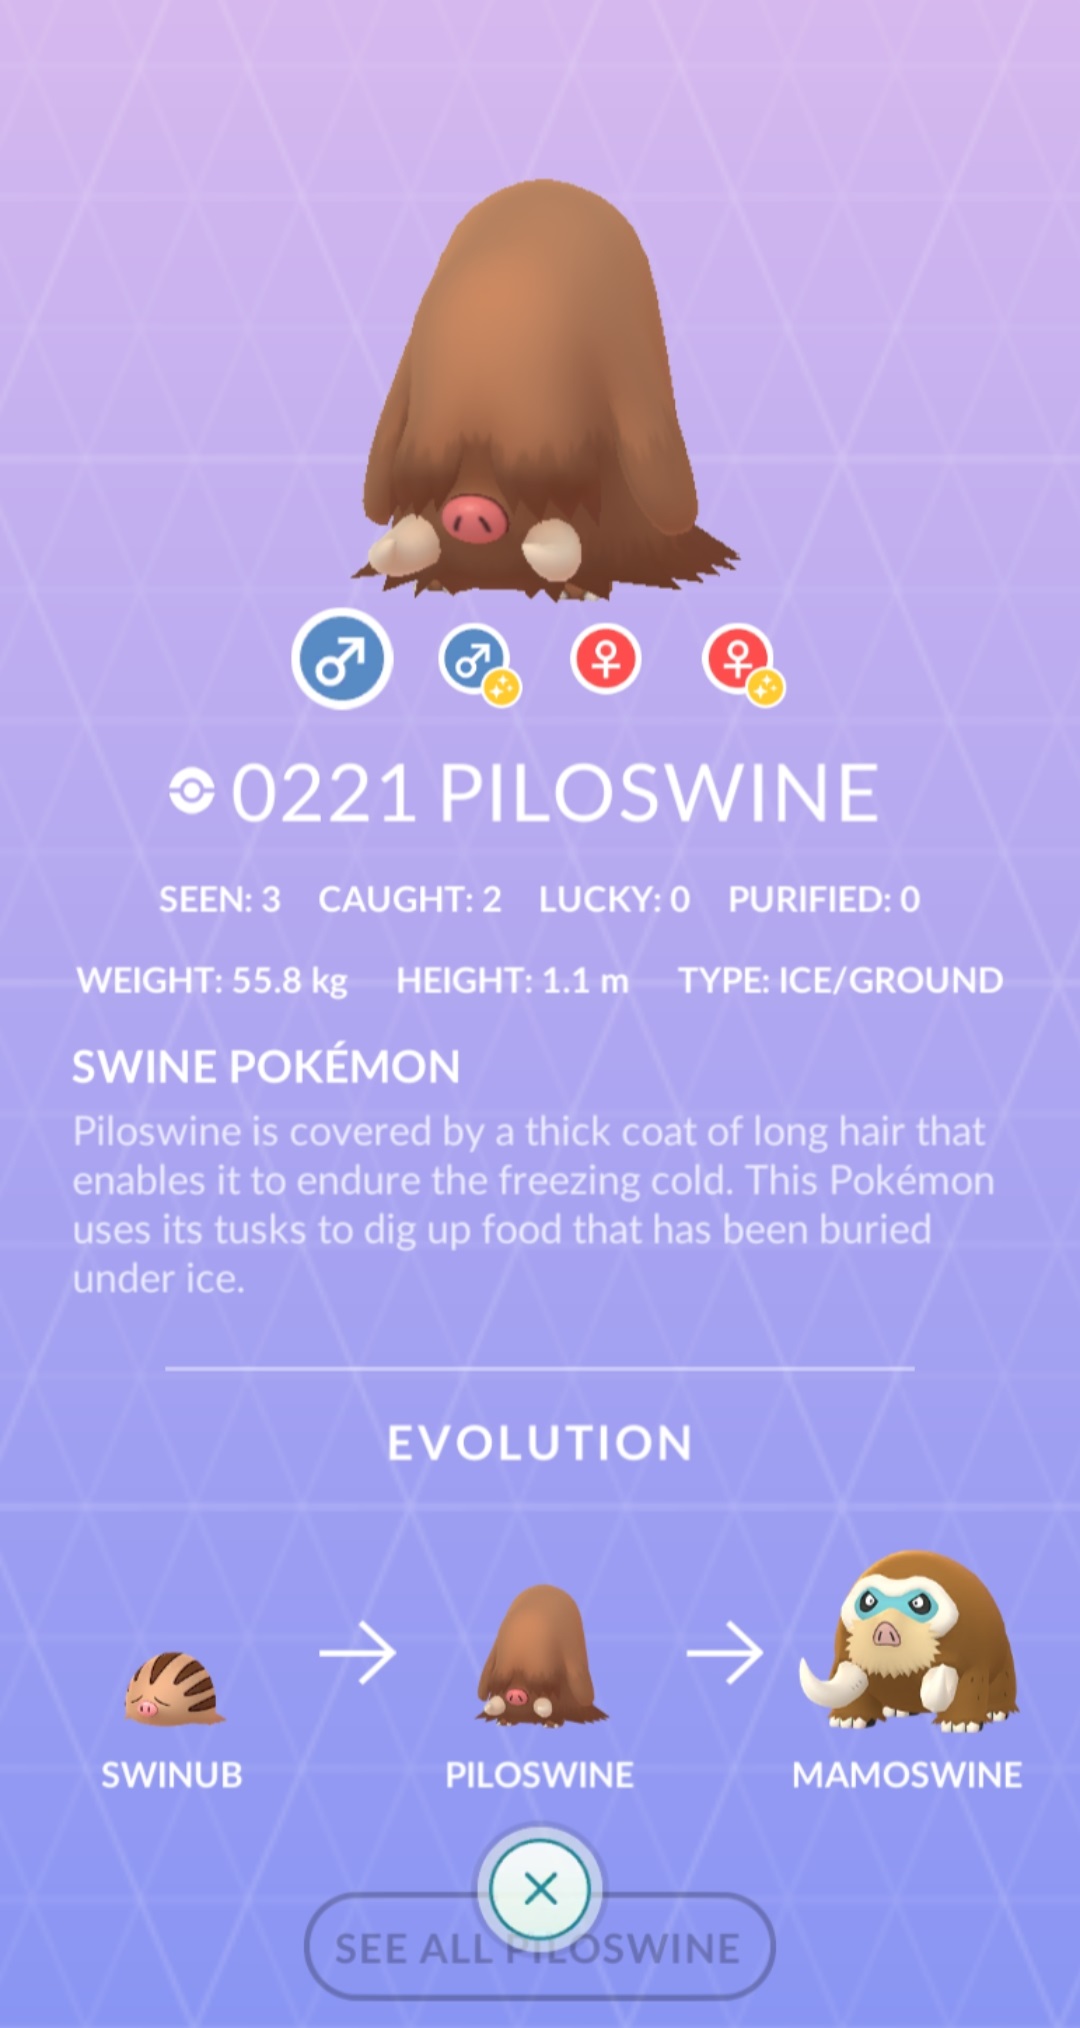 0221 PILOSWINE
SEEN: 3 CAUGHT: 2 LUCKY: 0 PURIFIED: 0
WEIGHT: 55.8 kg HEIGHT: 1.1 m TYPE: ICE/GROUND
SWINE POKÉMON
Piloswine is covered by a thick coat of long hair that
enables it to endure the freezing cold. This Pokémon
uses its tusks to dig up food that has been buried
under ice.
EVOLUTION
SWINUB PILOSWINE MAMOSWINE
SEE ALL PILOSWINE